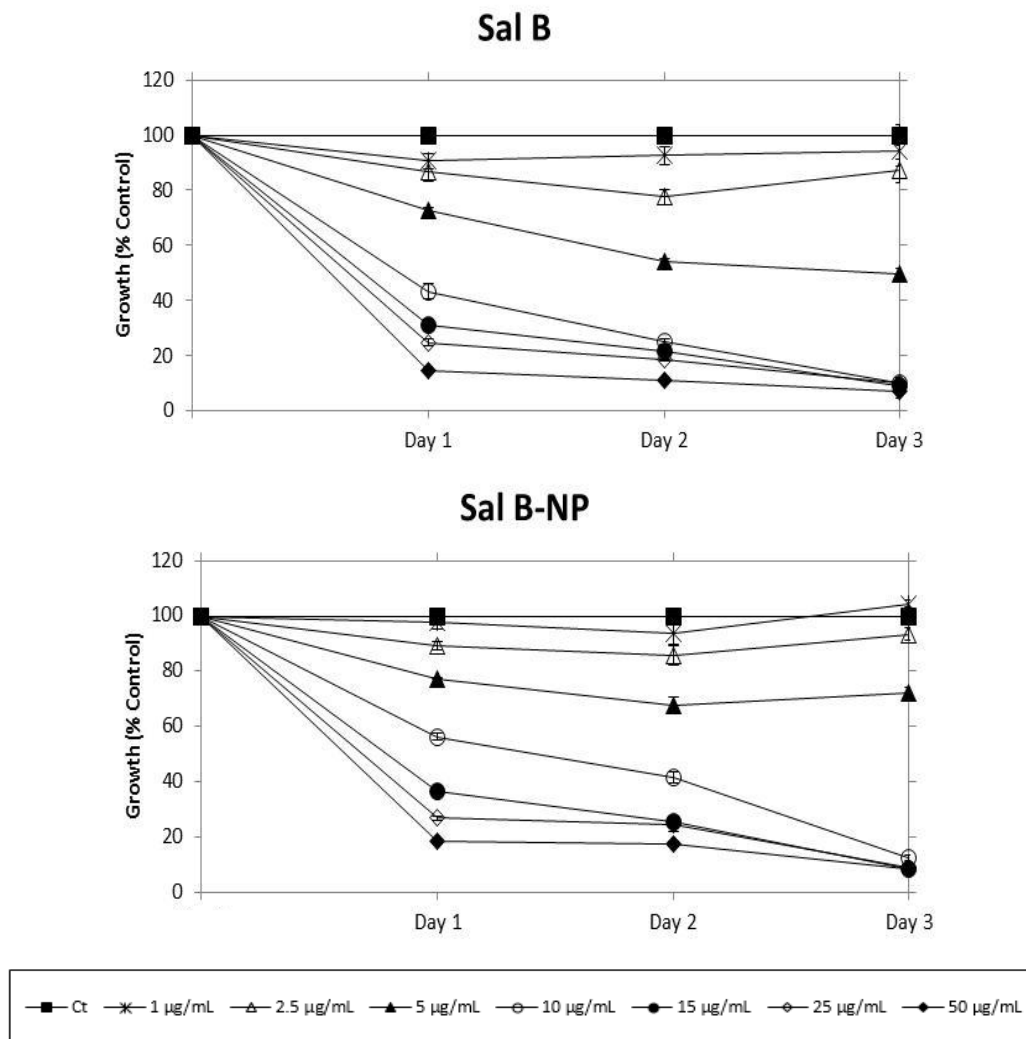 Sal B
120
100
80
60
40
20
0
Growth (% Control)
Day 1 Day 2 Day 3
Sal B-NP
120
100
80
60
40
20
0
Growth (% Control)
Day 1 Day 2 Day 3
Ct 1 µg/mL 2.5 µg/mL 5 µg/mL 10 µg/mL 15 µg/mL 25 µg/mL 50 µg/mL